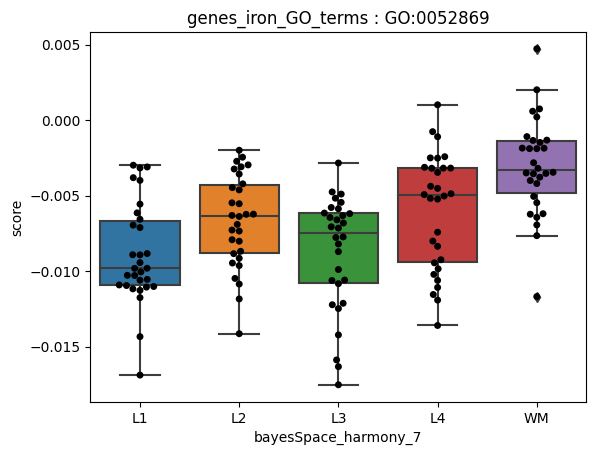 genes_iron_GO_terms : GO:0052869
score
0.005
0.000
−0.005
−0.010
−0.015
L1 L2 L3 L4 WM
bayesSpace_harmony_7